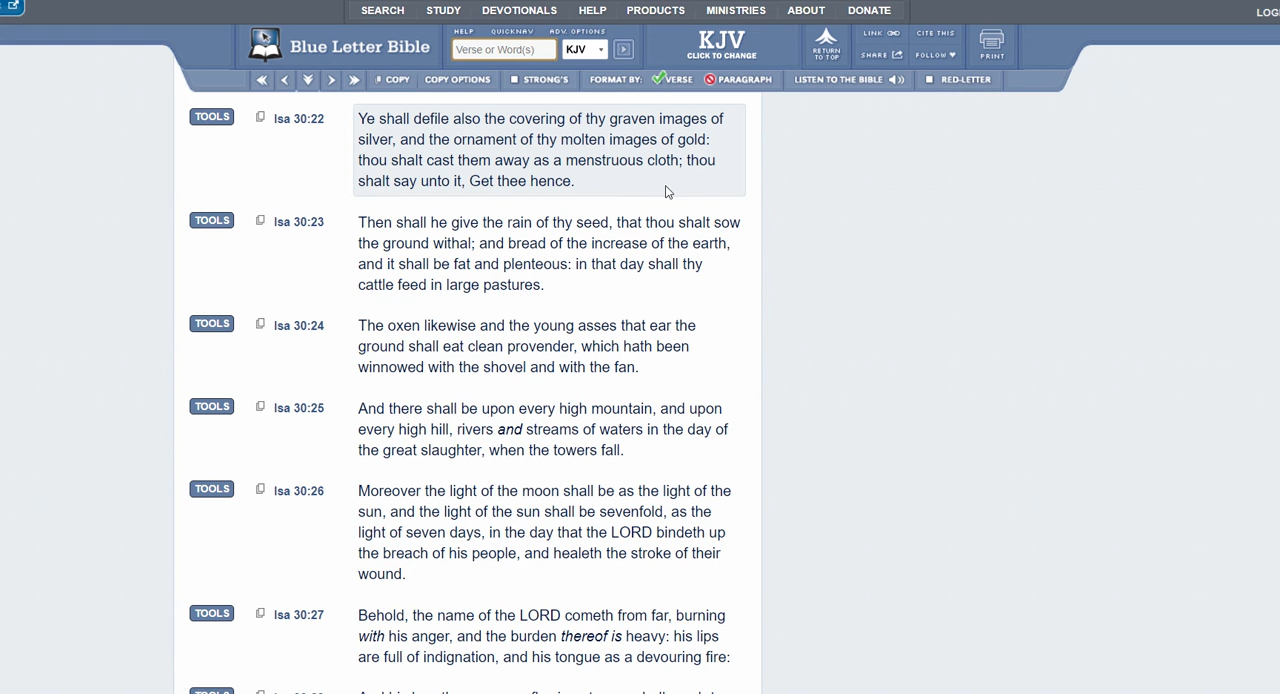 SEARCH STUDY DEVOTIONALS HELP PRODUCTS MINISTRIES ABOUT DONATE
HELP QUICKNAV ADV. OPTIONS
Blue Letter Bible
Verse or Word(s) KJV
KJV
CLICK TO CHANGE
RETURN
TO TOP
LINK CITE THIS
SHARE FOLLOW
PRINT
COPY COPY OPTIONS STRONG'S FORMAT BY: VERSE PARAGRAPH LISTEN TO THE BIBLE RED-LETTER
TOOLS Isa 30:22 Ye shall defile also the covering of thy graven images of
silver, and the ornament of thy molten images of gold:
thou shalt cast them away as a menstruous cloth; thou
shalt say unto it, Get thee hence.
TOOLS Isa 30:23 Then shall he give the rain of thy seed, that thou shalt sow
the ground withal; and bread of the increase of the earth,
and it shall be fat and plenteous: in that day shall thy
cattle feed in large pastures.
TOOLS Isa 30:24 The oxen likewise and the young asses that ear the
ground shall eat clean provender, which hath been
winnowed with the shovel and with the fan.
TOOLS Isa 30:25 And there shall be upon every high mountain, and upon
every high hill, rivers and streams of waters in the day of
the great slaughter, when the towers fall.
TOOLS Isa 30:26 Moreover the light of the moon shall be as the light of the
sun, and the light of the sun shall be sevenfold, as the
light of seven days, in the day that the LORD bindeth up
the breach of his people, and healeth the stroke of their
wound.
TOOLS Isa 30:27 Behold, the name of the LORD cometh from far, burning
with his anger, and the burden thereof is heavy: his lips
are full of indignation, and his tongue as a devouring fire: